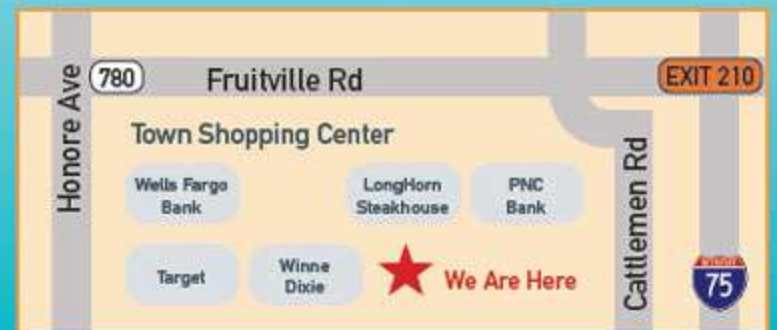 Honore Ave
780
Fruitville Rd
EXIT 210
Town Shopping Center
Wells Fargo
Bank
LongHorn
Steakhouse
PNC
Bank
Cattlemen Rd
Target
Winne
Dixie
We Are Here
75